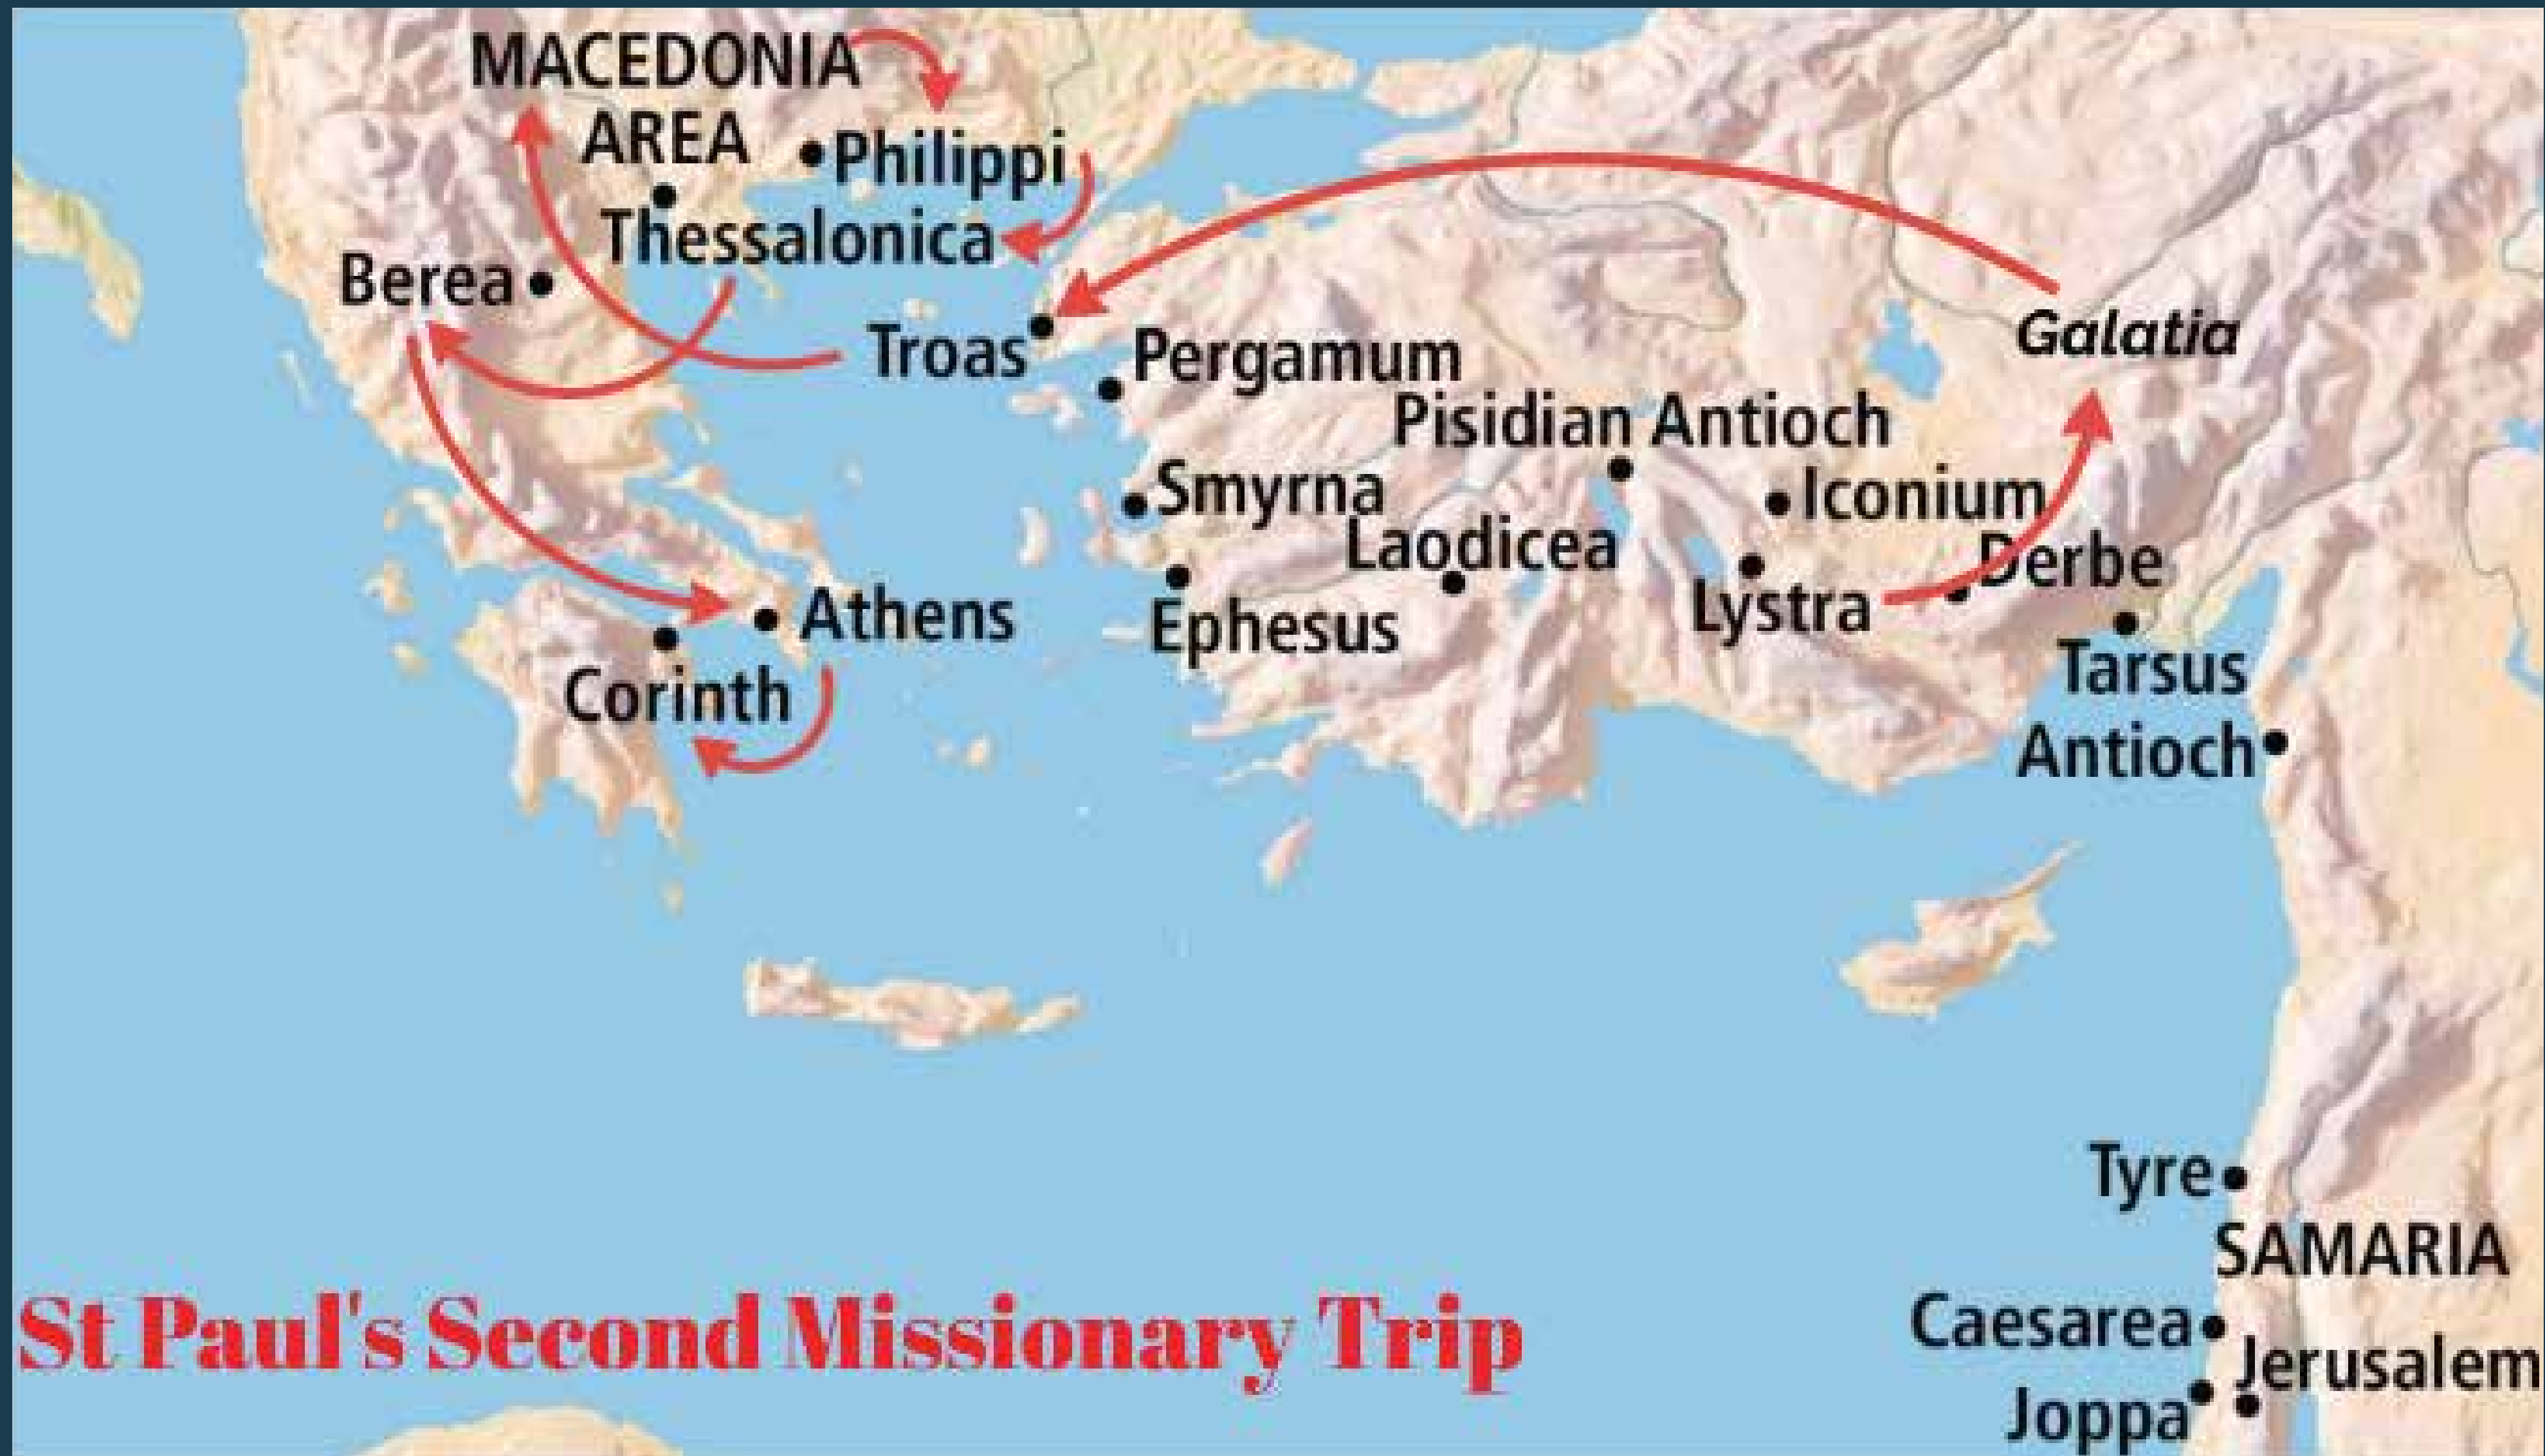 MACEDONIA
AREA
Philippi
Thessalonica
Berea
Troas
Pergamum
Galatia
Pisidian Antioch
Smyrna
Iconium
Laodicea
Derbe
Athens
Ephesus
Lystra
Tarsus
Corinth
Antioch
Tyre
SAMARIA
Caesarea
Jerusalem
Joppa
St Paul's Second Missionary Trip